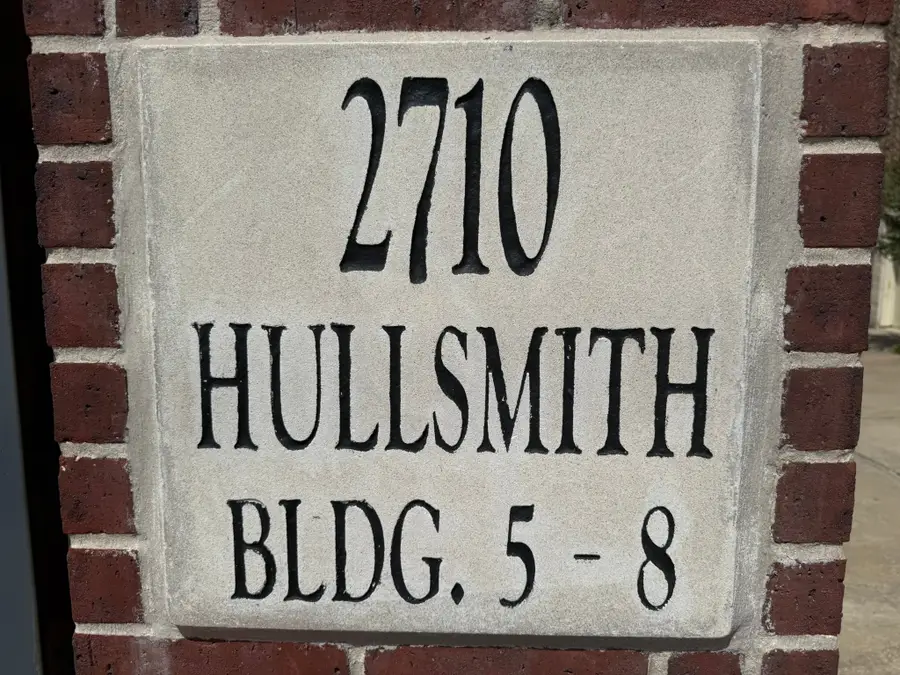 2710
HULLSMITH
BLDG. 5 - 8